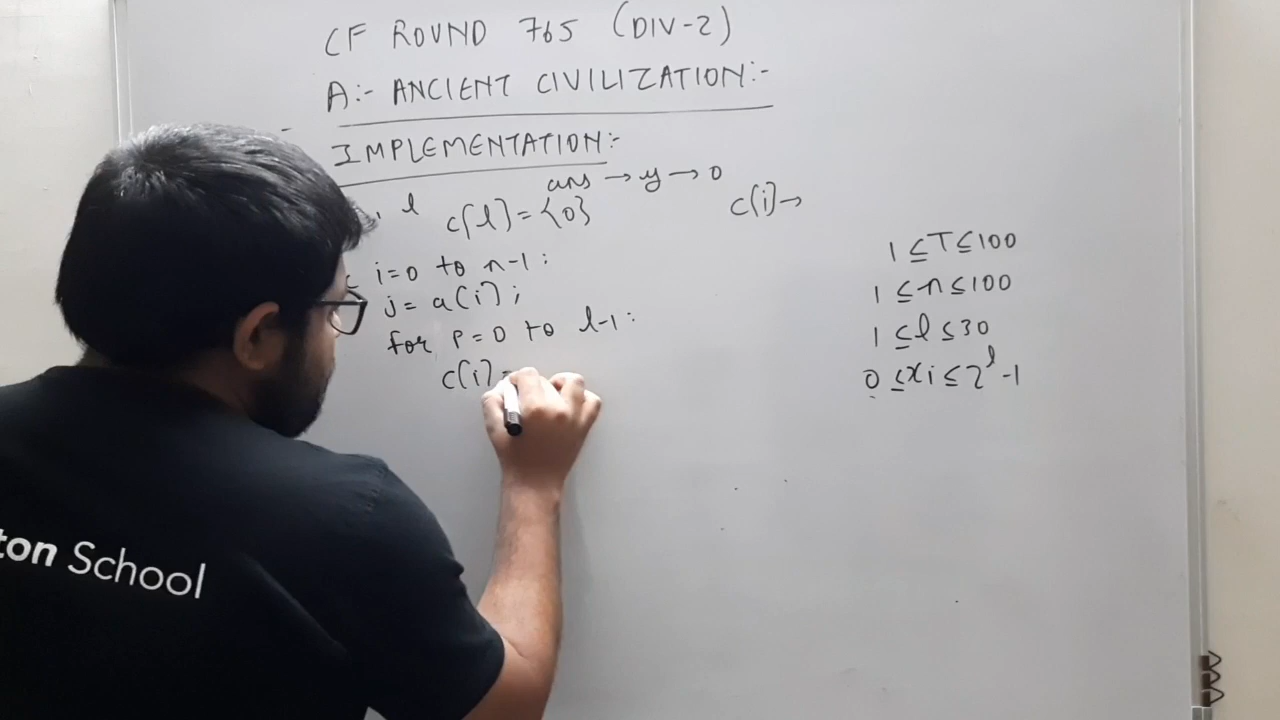 CF ROUND 765 (DIV-2)
A:- ANCIENT CIVILIZATION:-
IMPLEMENTATION:-
ans → y → 0
, l c[l] = {0} c[i] →
i=0 to n-1:
j= a[i];
for P=0 to l-1:
c[i] =
1 ≤ T ≤ 100
1 ≤ n ≤ 100
1 ≤ l ≤ 30
0 ≤ xi ≤ 2^l -1
ton School